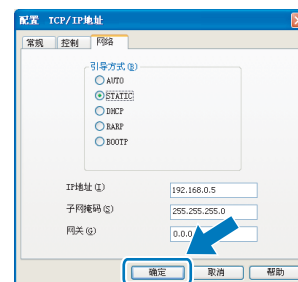 配置 TCP/IP地址
常规 控制 网络
引导方式(B)
AUTO
STATIC
DHCP
RARP
BOOTP
IP地址(I) 192.168.0.5
子网掩码(S) 255.255.255.0
网关(G) 0.0.0
确定 取消 帮助